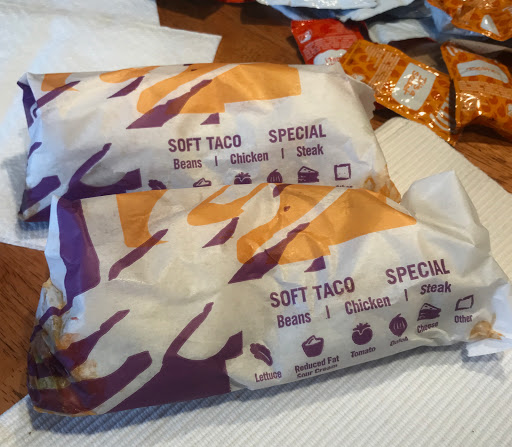 SOFT TACO SPECIAL
Beans | Chicken | Steak
Other
SOFT TACO SPECIAL
Beans | Chicken | Steak
Lettuce Reduced Fat Sour Cream Tomato Onion Cheese Other